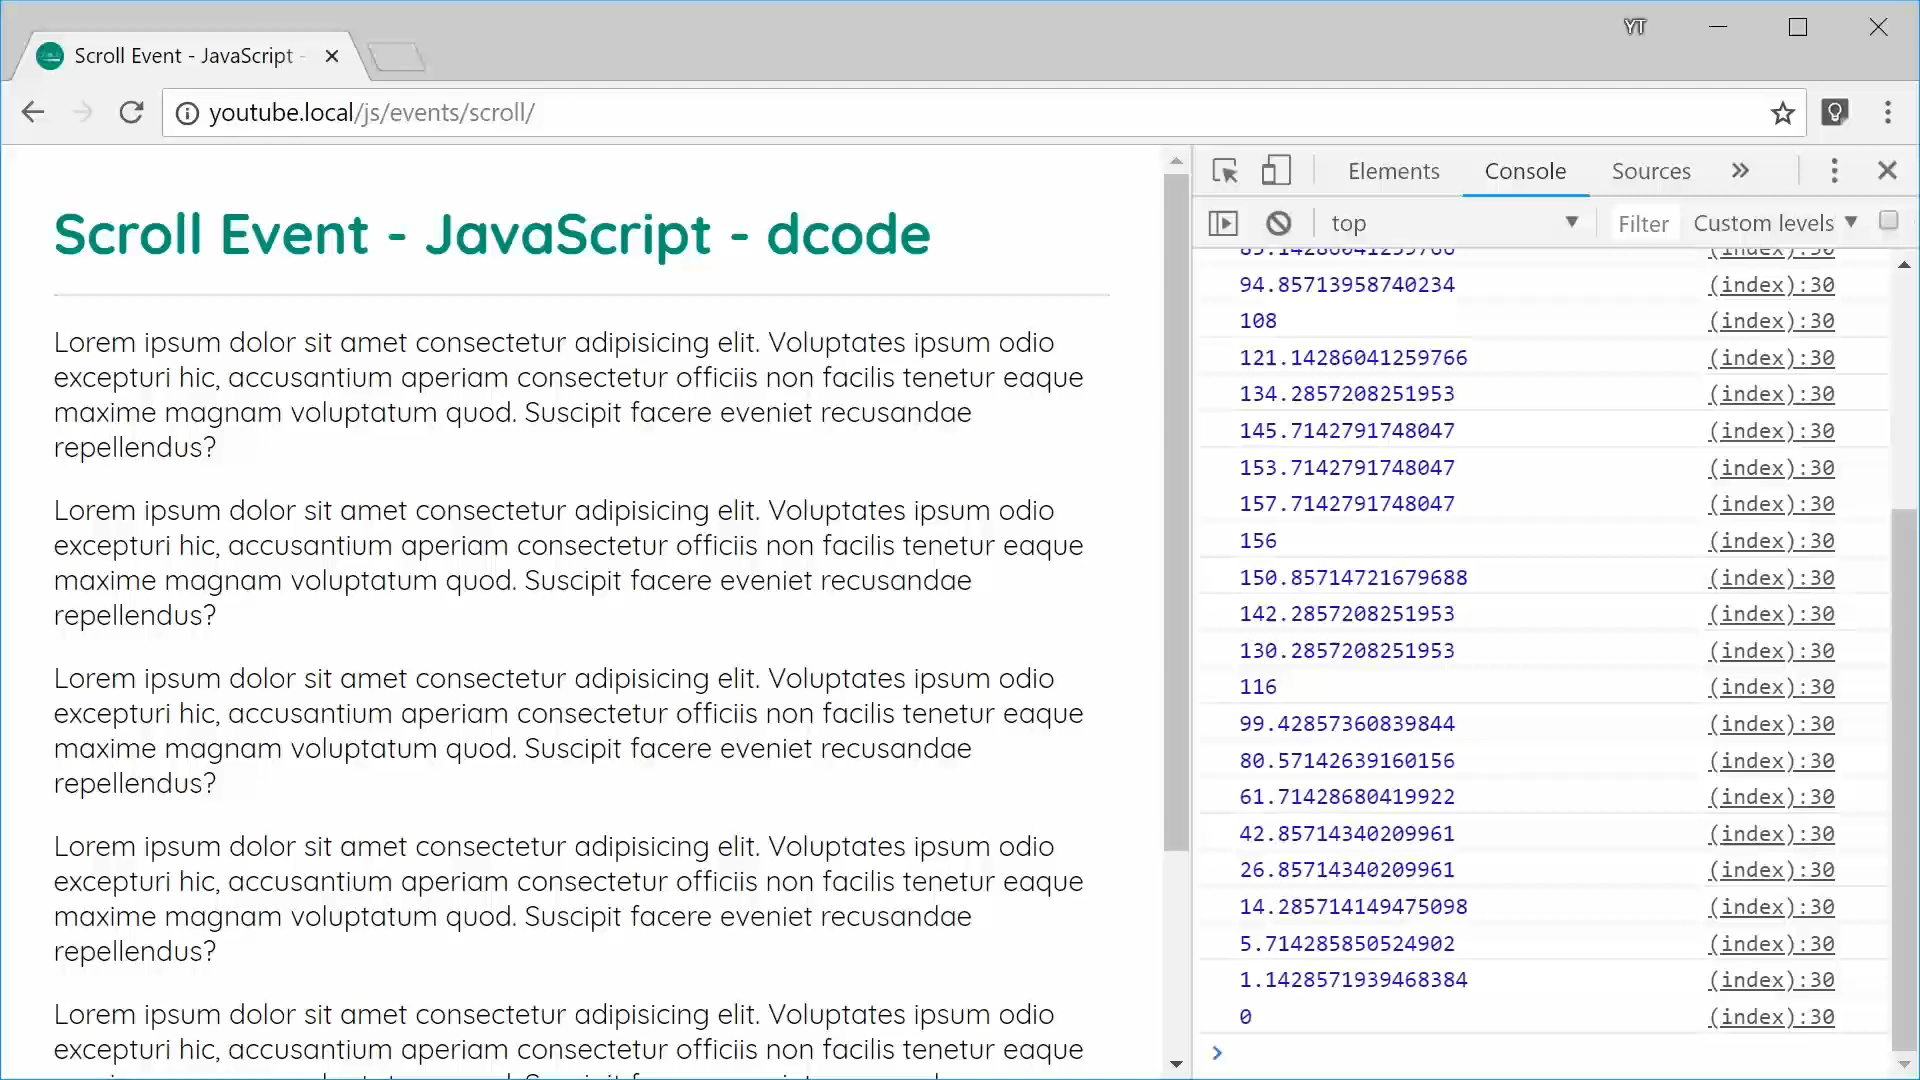 YT
Scroll Event - JavaScript -
youtube.local/js/events/scroll/
Elements Console Sources
top Filter Custom levels
Scroll Event - JavaScript - dcode
Lorem ipsum dolor sit amet consectetur adipisicing elit. Voluptates ipsum odio
excepturi hic, accusantium aperiam consectetur officiis non facilis tenetur eaque
maxime magnam voluptatum quod. Suscipit facere eveniet recusandae
repellendus?
Lorem ipsum dolor sit amet consectetur adipisicing elit. Voluptates ipsum odio
excepturi hic, accusantium aperiam consectetur officiis non facilis tenetur eaque
maxime magnam voluptatum quod. Suscipit facere eveniet recusandae
repellendus?
Lorem ipsum dolor sit amet consectetur adipisicing elit. Voluptates ipsum odio
excepturi hic, accusantium aperiam consectetur officiis non facilis tenetur eaque
maxime magnam voluptatum quod. Suscipit facere eveniet recusandae
repellendus?
Lorem ipsum dolor sit amet consectetur adipisicing elit. Voluptates ipsum odio
excepturi hic, accusantium aperiam consectetur officiis non facilis tenetur eaque
maxime magnam voluptatum quod. Suscipit facere eveniet recusandae
repellendus?
Lorem ipsum dolor sit amet consectetur adipisicing elit. Voluptates ipsum odio
excepturi hic, accusantium aperiam consectetur officiis non facilis tenetur eaque
94.85713958740234 (index):30
108 (index):30
121.14286041259766 (index):30
134.2857208251953 (index):30
145.7142791748047 (index):30
153.7142791748047 (index):30
157.7142791748047 (index):30
156 (index):30
150.85714721679688 (index):30
142.2857208251953 (index):30
130.2857208251953 (index):30
116 (index):30
99.42857360839844 (index):30
80.57142639160156 (index):30
61.71428680419922 (index):30
42.85714340209961 (index):30
26.85714340209961 (index):30
14.285714149475098 (index):30
5.714285850524902 (index):30
1.1428571939468384 (index):30
0 (index):30